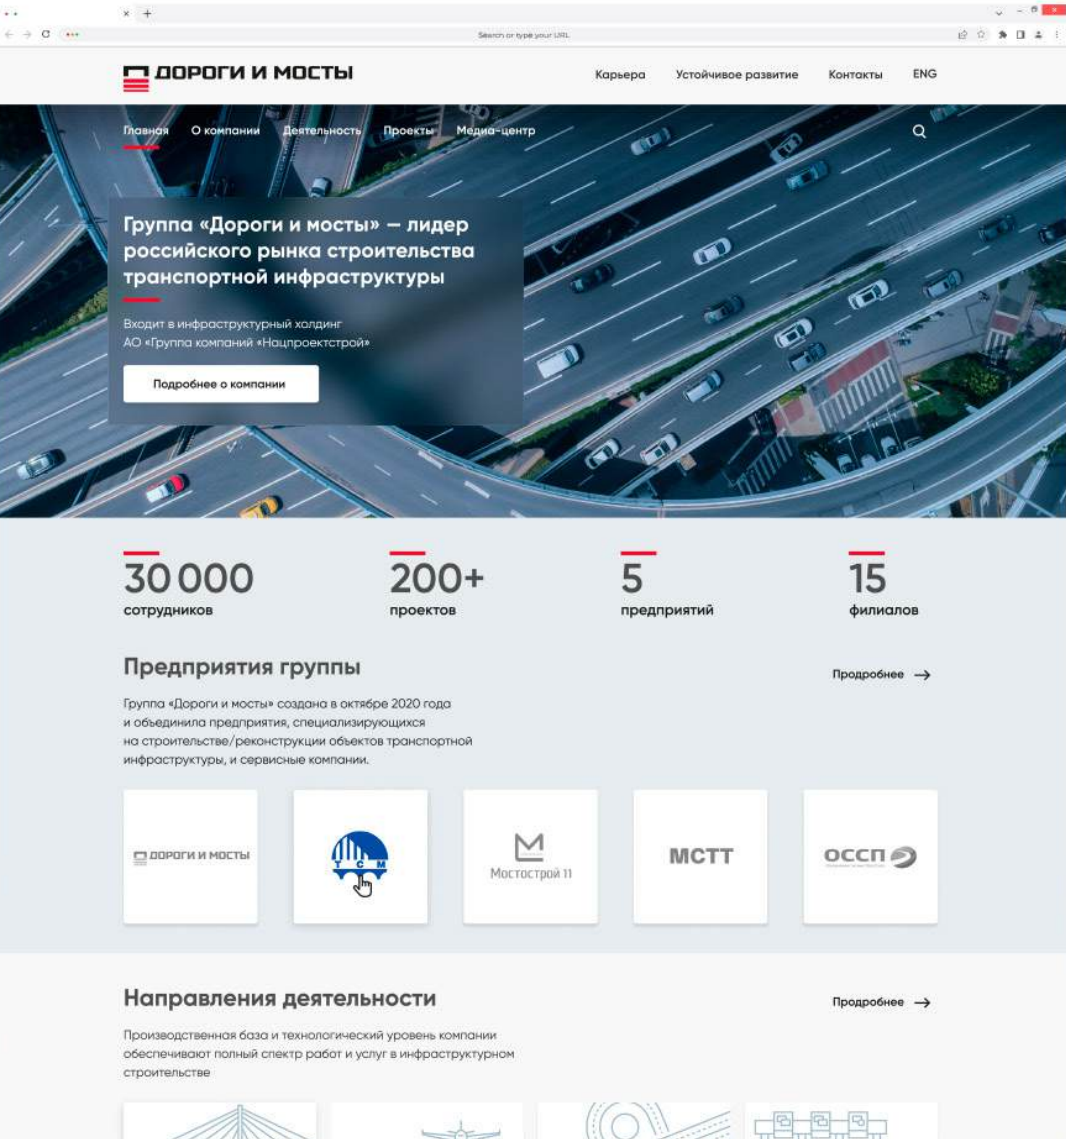 Search or type your URL
ДОРОГИ И МОСТЫ
Карьера Устойчивое развитие Контакты ENG
Главная О компании Деятельность Проекты Медиа-центр
Группа «Дороги и мосты» — лидер
российского рынка строительства
транспортной инфраструктуры
Входит в инфраструктурный холдинг
АО «Группа компаний «Нацпроектстрой»
Подробнее о компании
30 000 200+ 5 15
сотрудников проектов предприятий филиалов
Предприятия группы
Продробнее →
Группа «Дороги и мосты» создана в октябре 2020 года
и объединила предприятия, специализирующихся
на строительстве/реконструкции объектов транспортной
инфраструктуры, и сервисные компании.
ДОРОГИ И МОСТЫ
ТСМ
Мостострой 11
МСТТ
ОССП
Направления деятельности
Продробнее →
Производственная база и технологический уровень компании
обеспечивают полный спектр работ и услуг в инфраструктурном
строительстве